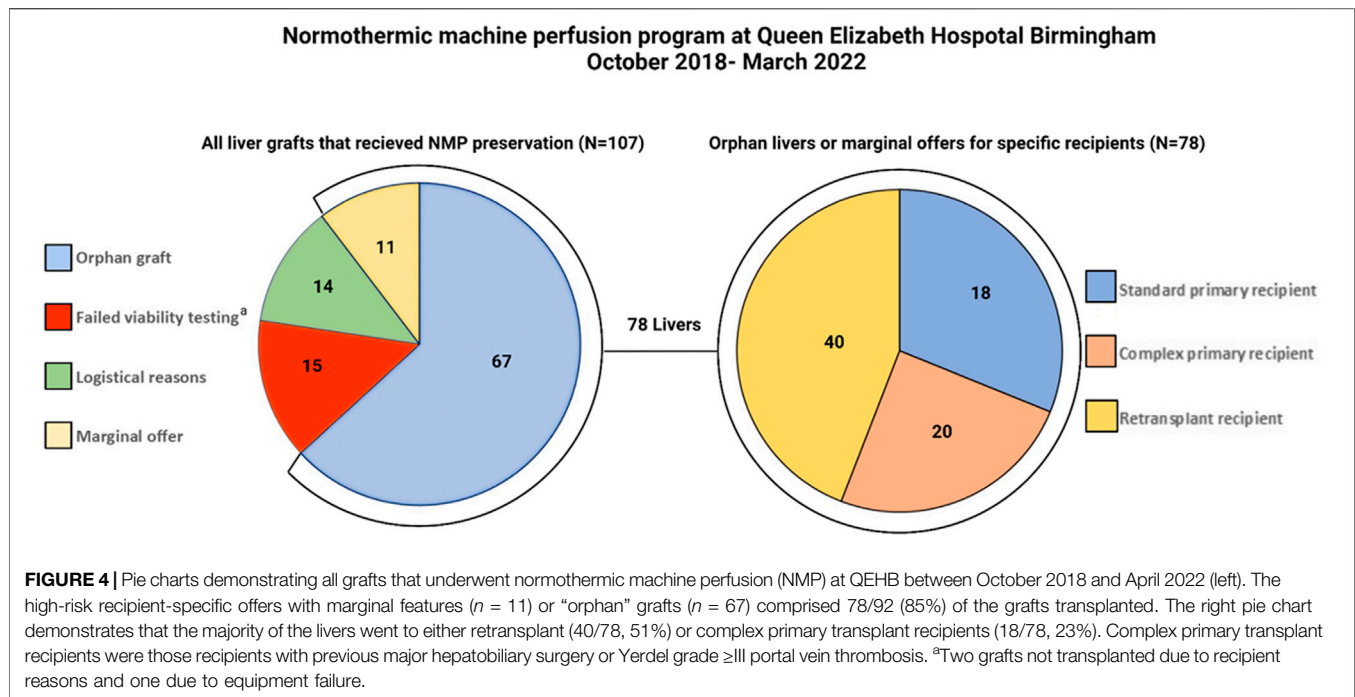 Normothermic machine perfusion program at Queen Elizabeth Hospotal Birmingham
October 2018- March 2022
All liver grafts that recieved NMP preservation (N=107)
Orphan livers or marginal offers for specific recipients (N=78)
Orphan graft
Failed viability testingᵃ
Logistical reasons
Marginal offer
11
14
15
67
78 Livers
18
40
20
Standard primary recipient
Complex primary recipient
Retransplant recipient
FIGURE 4 | Pie charts demonstrating all grafts that underwent normothermic machine perfusion (NMP) at QEHB between October 2018 and April 2022 (left). The
high-risk recipient-specific offers with marginal features (n = 11) or “orphan” grafts (n = 67) comprised 78/92 (85%) of the grafts transplanted. The right pie chart
demonstrates that the majority of the livers went to either retransplant (40/78, 51%) or complex primary transplant recipients (18/78, 23%). Complex primary transplant
recipients were those recipients with previous major hepatobiliary surgery or Yerdel grade ≥III portal vein thrombosis. ᵃTwo grafts not transplanted due to recipient
reasons and one due to equipment failure.